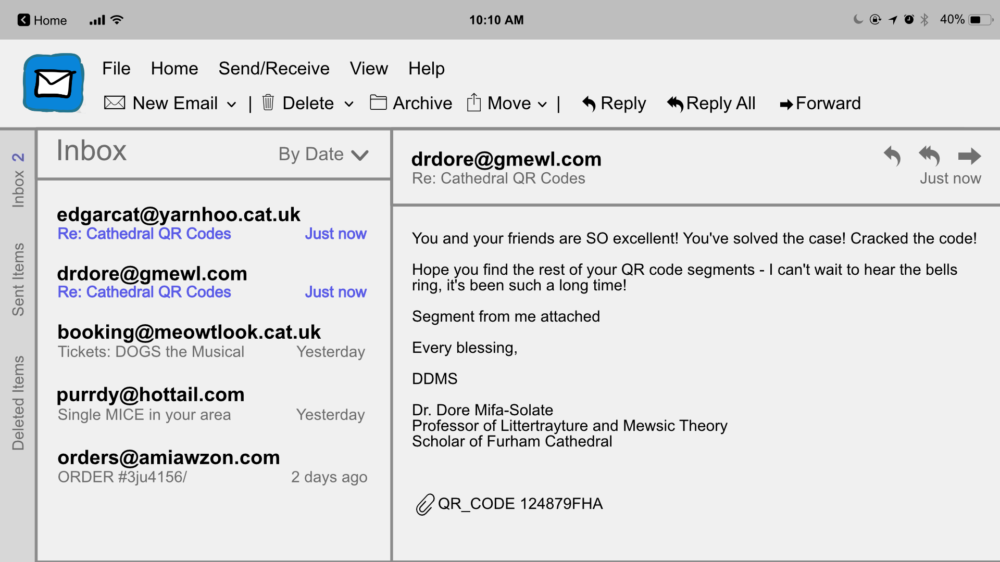 Home
10:10 AM
40%
File Home Send/Receive View Help
New Email | Delete Archive Move | Reply Reply All Forward
Inbox 2
Sent Items
Deleted Items
Inbox By Date
edgarcat@yarnhoo.cat.uk
Re: Cathedral QR Codes Just now
drdore@gmewl.com
Re: Cathedral QR Codes Just now
booking@meowtlook.cat.uk
Tickets: DOGS the Musical Yesterday
purrdy@hottail.com
Single MICE in your area Yesterday
orders@amiawzon.com
ORDER #3ju4156/ 2 days ago
drdore@gmewl.com
Re: Cathedral QR Codes Just now
You and your friends are SO excellent! You've solved the case! Cracked the code!
Hope you find the rest of your QR code segments - I can't wait to hear the bells
ring, it's been such a long time!
Segment from me attached
Every blessing,
DDMS
Dr. Dore Mifa-Solate
Professor of Littertrayture and Mewsic Theory
Scholar of Furham Cathedral
QR_CODE 124879FHA